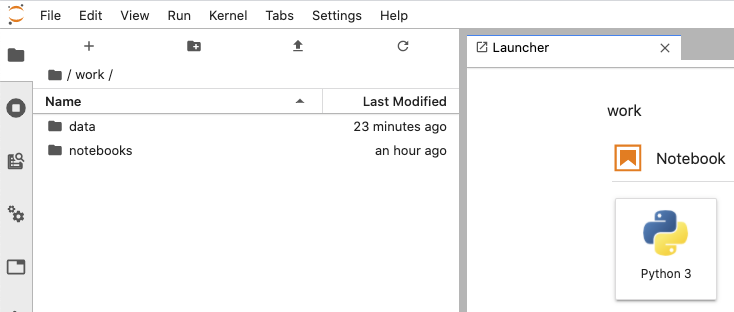 File Edit View Run Kernel Tabs Settings Help
/ work /
Name Last Modified
data 23 minutes ago
notebooks an hour ago
Launcher
work
Notebook
Python 3